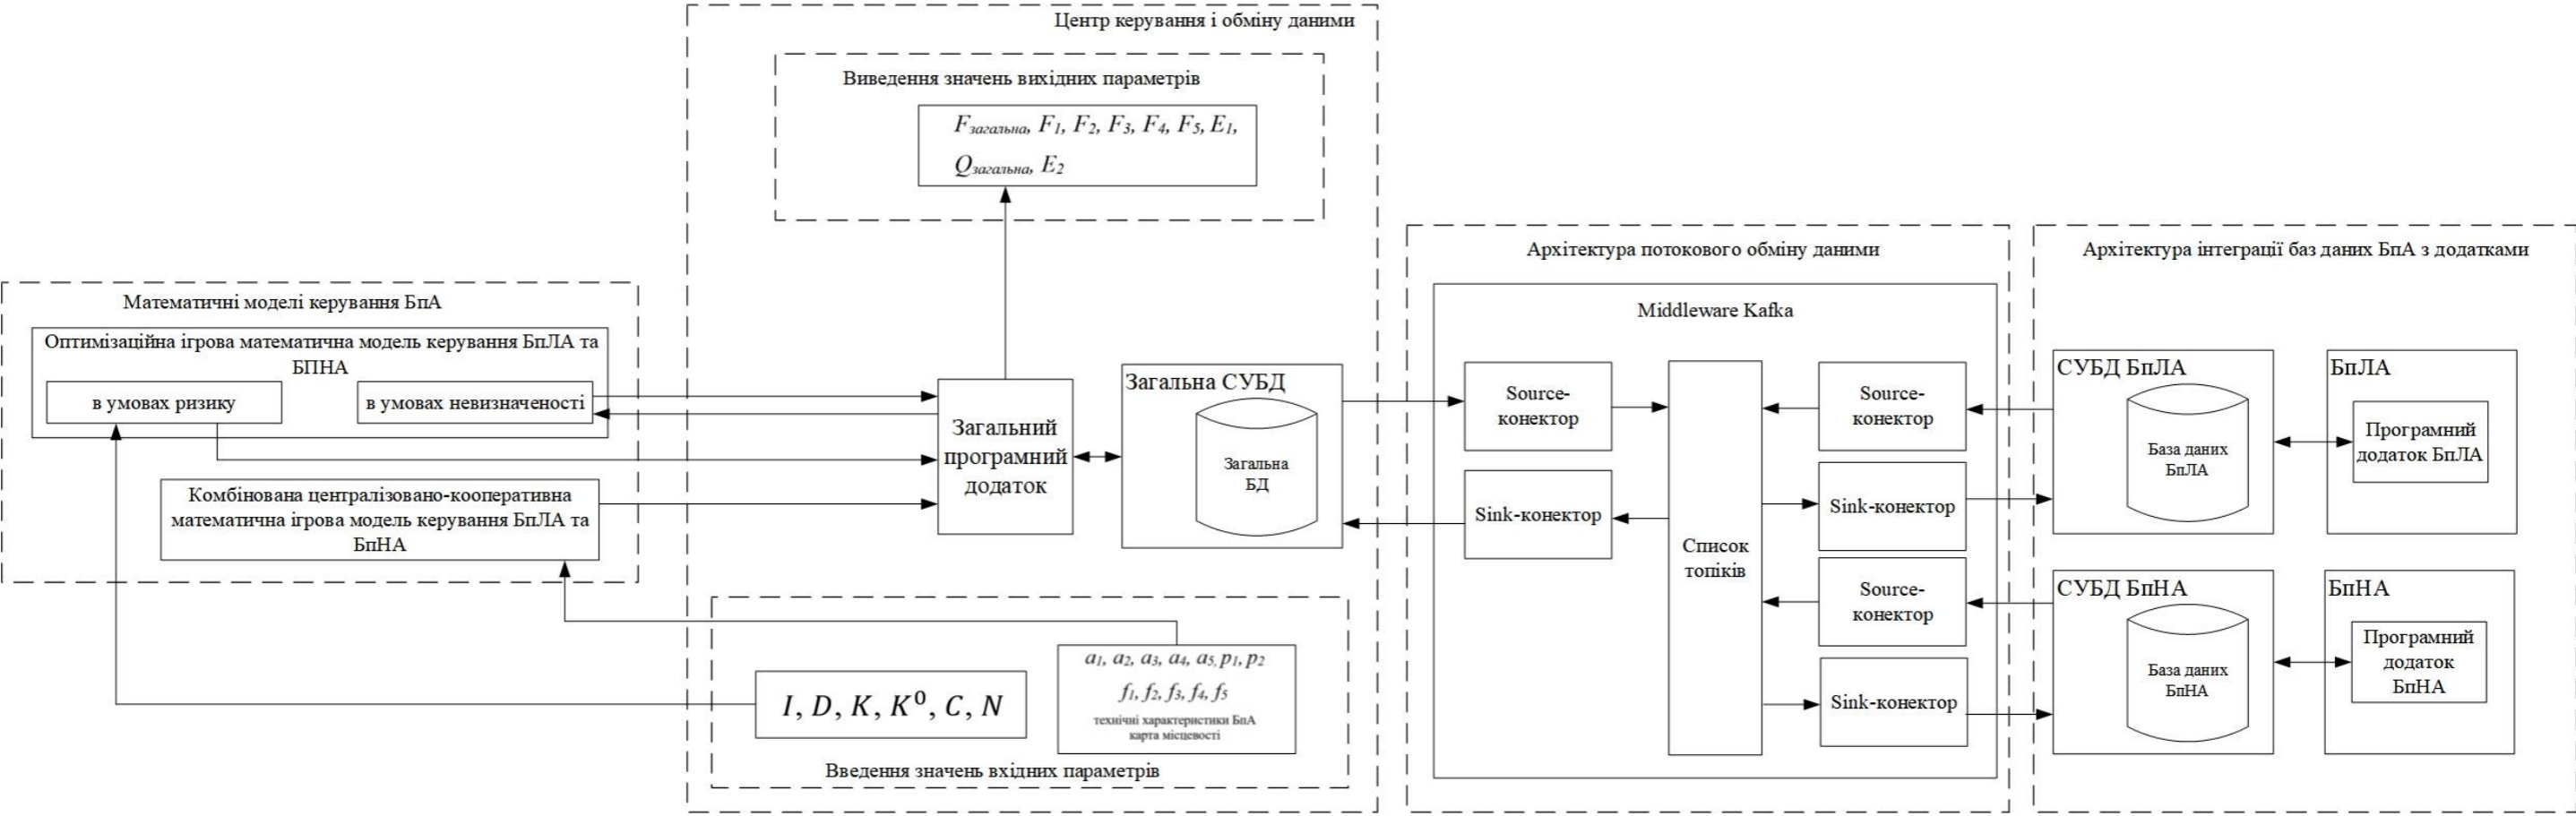 Центр керування і обміну даними
Виведення значень вихідних параметрів
Fзагальна, F1, F2, F3, F4, F5, E1,
Qзагальна, E2
Математичні моделі керування БпА
Оптимізаційна ігрова математична модель керування БпЛА та
БПНА
в умовах ризику
в умовах невизначеності
Комбінована централізовано-кооперативна
математична ігрова модель керування БпЛА та
БпНА
Загальний
програмний
додаток
Загальна СУБД
Загальна
БД
a1, a2, a3, a4, a5, p1, p2
f1, f2, f3, f4, f5
технічні характеристики БпА
карта місцевості
I, D, K, K⁰, C, N
Введення значень вхідних параметрів
Архітектура потокового обміну даними
Middleware Kafka
Source-
конектор
Sink-конектор
Список
топіків
Source-
конектор
Sink-конектор
Source-
конектор
Sink-конектор
Архітектура інтеграції баз даних БпА з додатками
СУБД БпЛА
База даних
БпЛА
БпЛА
Програмний
додаток БпЛА
СУБД БпНА
База даних
БпНА
БпНА
Програмний
додаток
БпНА